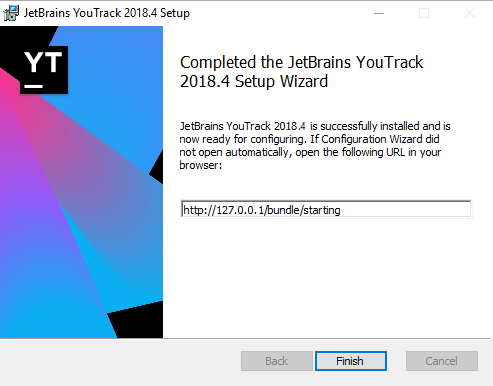 JetBrains YouTrack 2018.4 Setup
YT
Completed the JetBrains YouTrack
2018.4 Setup Wizard
JetBrains YouTrack 2018.4 is successfully installed and is
now ready for configuring. If Configuration Wizard did
not open automatically, open the following URL in your
browser:
http://127.0.0.1/bundle/starting
Back
Finish
Cancel